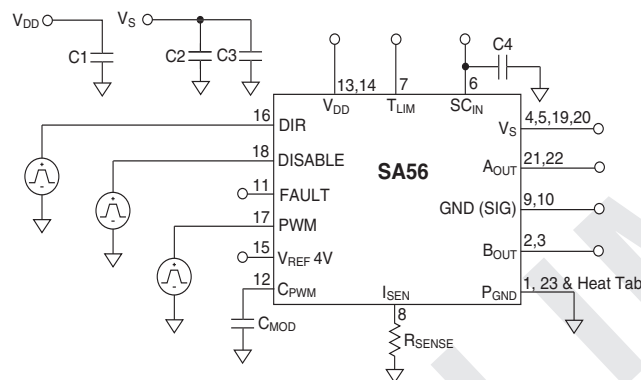 V_DD
V_S
C1
C2
C3
C4
13,14
7
6
V_DD
T_LIM
SC_IN
16
DIR
18
DISABLE
11
FAULT
17
PWM
15
V_REF 4V
12
C_PWM
SA56
V_S
4,5,19,20
A_OUT
21,22
GND (SIG)
9,10
B_OUT
2,3
P_GND
1, 23 & Heat Tab
I_SEN
8
C_MOD
R_SENSE